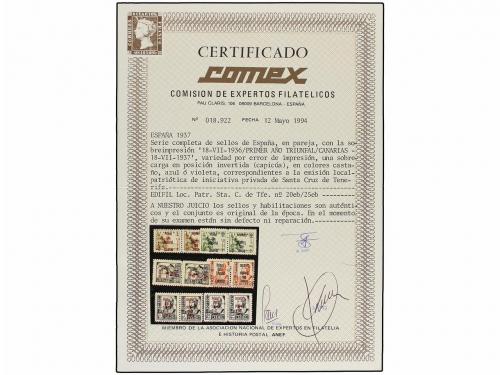 CERTIFICADO
comex
COMISION DE EXPERTOS FILATELICOS
PAU CLARIS, 106 08009 BARCELONA - ESPAÑA
Nº 018.922 FECHA 12 Mayo 1994
ESPAÑA 1937
Serie completa de sellos de España, en pareja, con la so-
breimpresión '18-VII-1936/PRIMER AÑO TRIUNFAL/CANARIAS -
18-VII-1937', variedad por error de impresión, una sobre-
carga en posición invertida (capicúa), en colores casta-
ño, azul ó violeta, correspondientes a la emisión local-
patriótica de iniciativa privada de Santa Cruz de Tene-
rife
EDIFIL Loc. Patr. Sta. C. de Tfe. nº 20eb/25eb
A NUESTRO JUICIO los sellos y habilitaciones son auténti-
cos y el conjunto es original de la época. En el momento
de su examen están sin defecto ni reparación.
MIEMBRO DE LA ASOCIACION NACIONAL DE EXPERTOS EN FILATELIA
E HISTORIA POSTAL ANEF